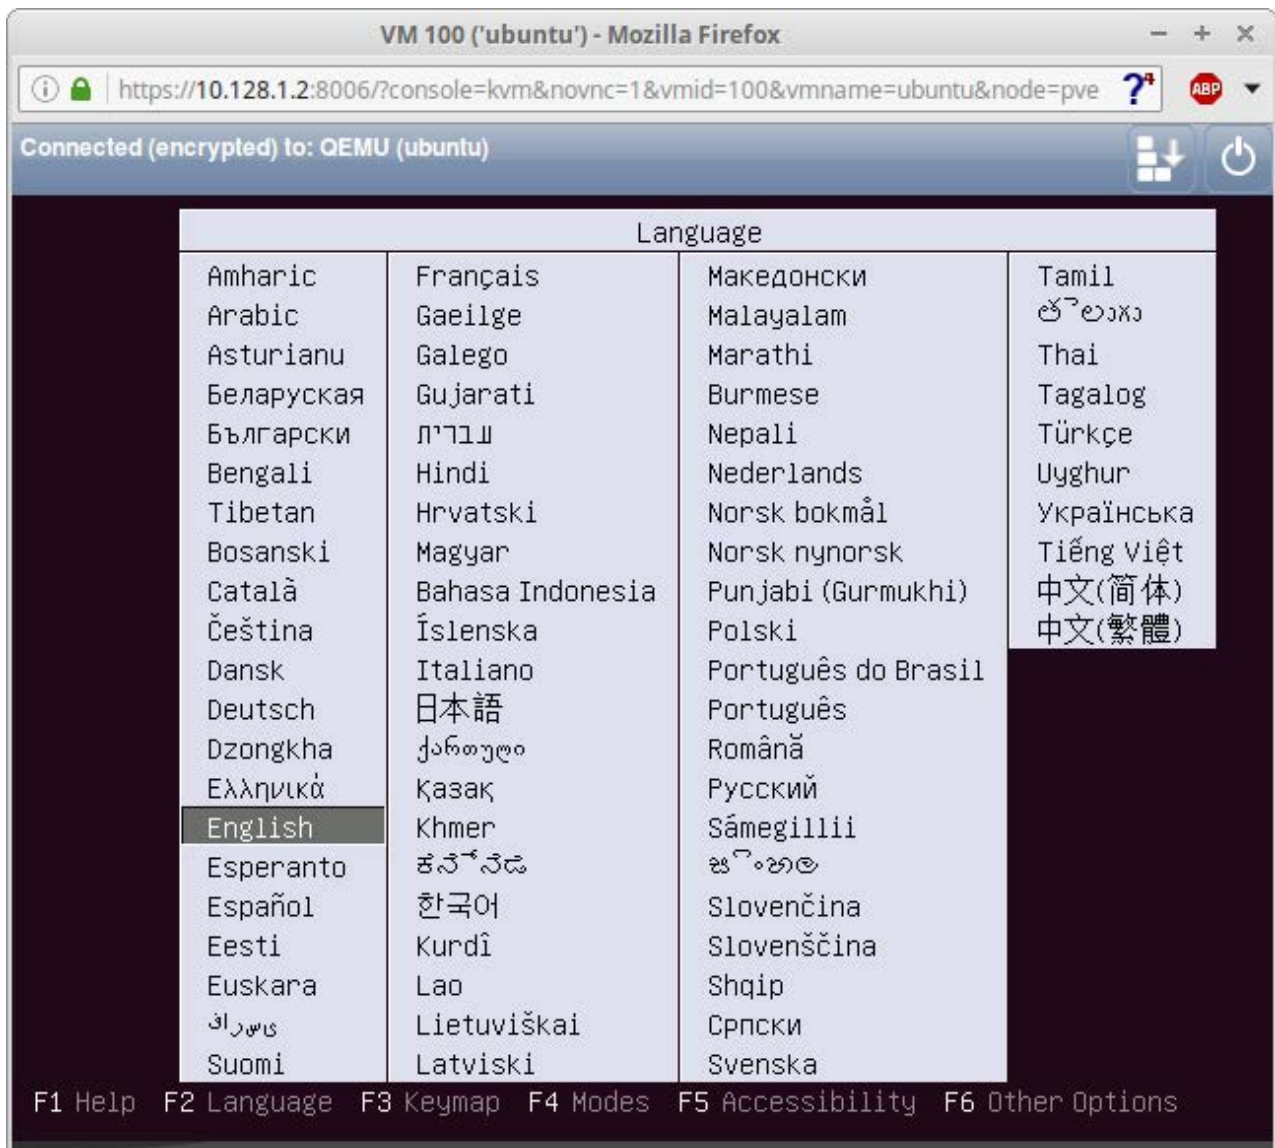 VM 100 ('ubuntu') - Mozilla Firefox
https://10.128.1.2:8006/?console=kvm&novnc=1&vmid=100&vmname=ubuntu&node=pve
ABP
Connected (encrypted) to: QEMU (ubuntu)
Language
Amharic
Arabic
Asturianu
Беларуская
Български
Bengali
Tibetan
Bosanski
Català
Čeština
Dansk
Deutsch
Dzongkha
Ελληνικά
English
Esperanto
Español
Eesti
Euskara
ﻯﺱﺭﺍﻑ
Suomi
Français
Gaeilge
Galego
Gujarati
תירבע
Hindi
Hrvatski
Magyar
Bahasa Indonesia
Íslenska
Italiano
日本語
ქართული
Қазақ
Khmer
한국어
Kurdî
Lao
Lietuviškai
Latviski
Македонски
Malayalam
Marathi
Burmese
Nepali
Nederlands
Norsk bokmål
Norsk nynorsk
Punjabi (Gurmukhi)
Polski
Português do Brasil
Português
Română
Русский
Sámegillii
Slovenčina
Slovenščina
Shqip
Српски
Svenska
Tamil
Thai
Tagalog
Türkçe
Uyghur
Українська
Tiếng Việt
中文(简体)
中文(繁體)
F1 Help F2 Language F3 Keymap F4 Modes F5 Accessibility F6 Other Options